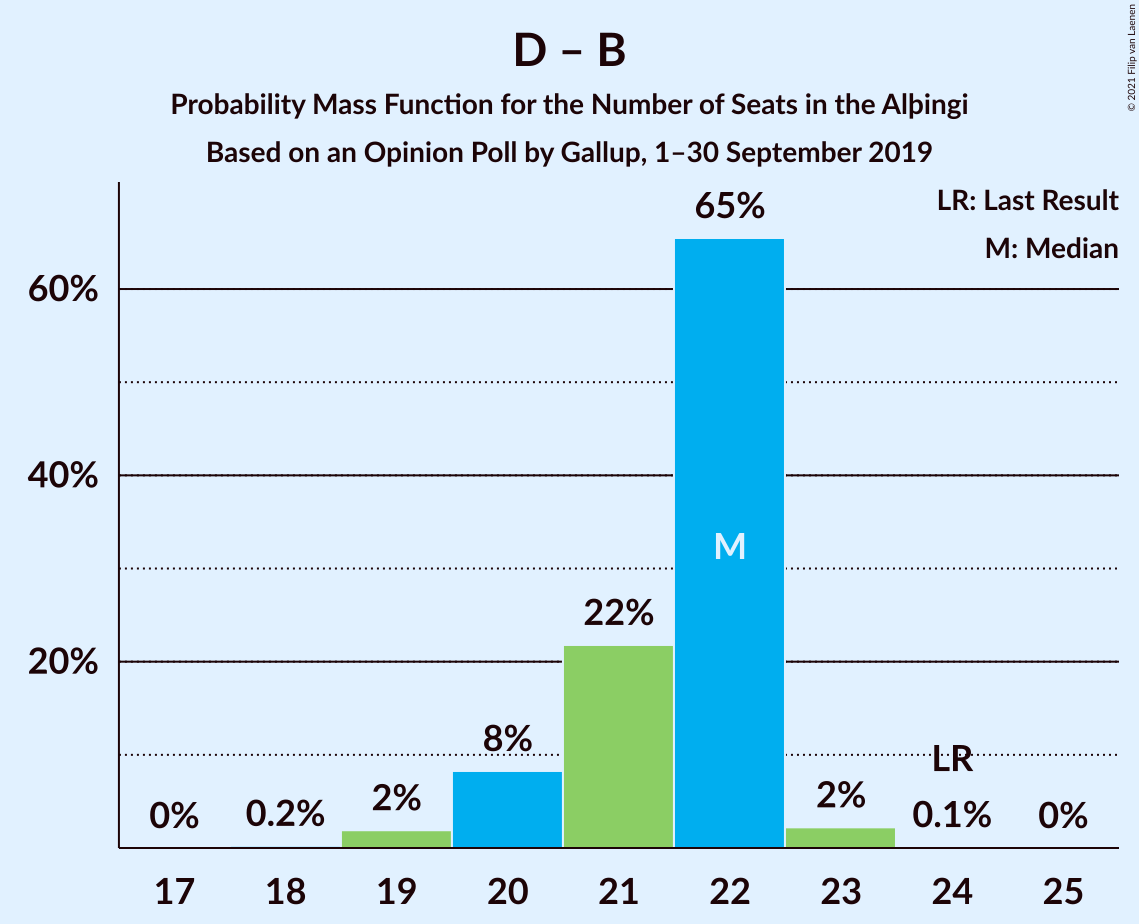 D – B
Probability Mass Function for the Number of Seats in the Alþingi
Based on an Opinion Poll by Gallup, 1–30 September 2019
© 2021 Filip van Laenen
LR: Last Result
M: Median
65%
60%
40%
M
22%
20%
8%
LR
0%
0.2%
2%
2%
0.1%
0%
17 18 19 20 21 22 23 24 25